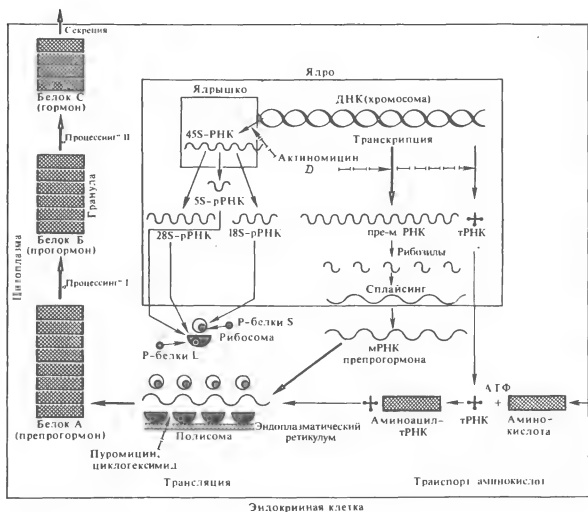 Секреция
Белок С
(гормон)
Процессинг II
Белок Б
(прогормон)
Гранула
Цитоплазма
Процессинг I
Белок А
(препрогормон)
Ядро
Ядрышко
45S-РНК
ДНК(хромосома)
Транскрипция
Актиномицин
D
5S-рРНК
28S-рРНК
18S-рРНК
пре-м РНК
тРНК
Сплайсинг
Р-белки S
Рибосома
Р-белки L
мРНК
препрогормона
АТФ
+
Амино-
кислота
тРНК
Аминоацил-
тРНК
Эндоплазматический
ретикулум
Полисома
Пуромицин,
циклогексимид
Трансляция
Транспорт аминокислот
Эндокринная клетка